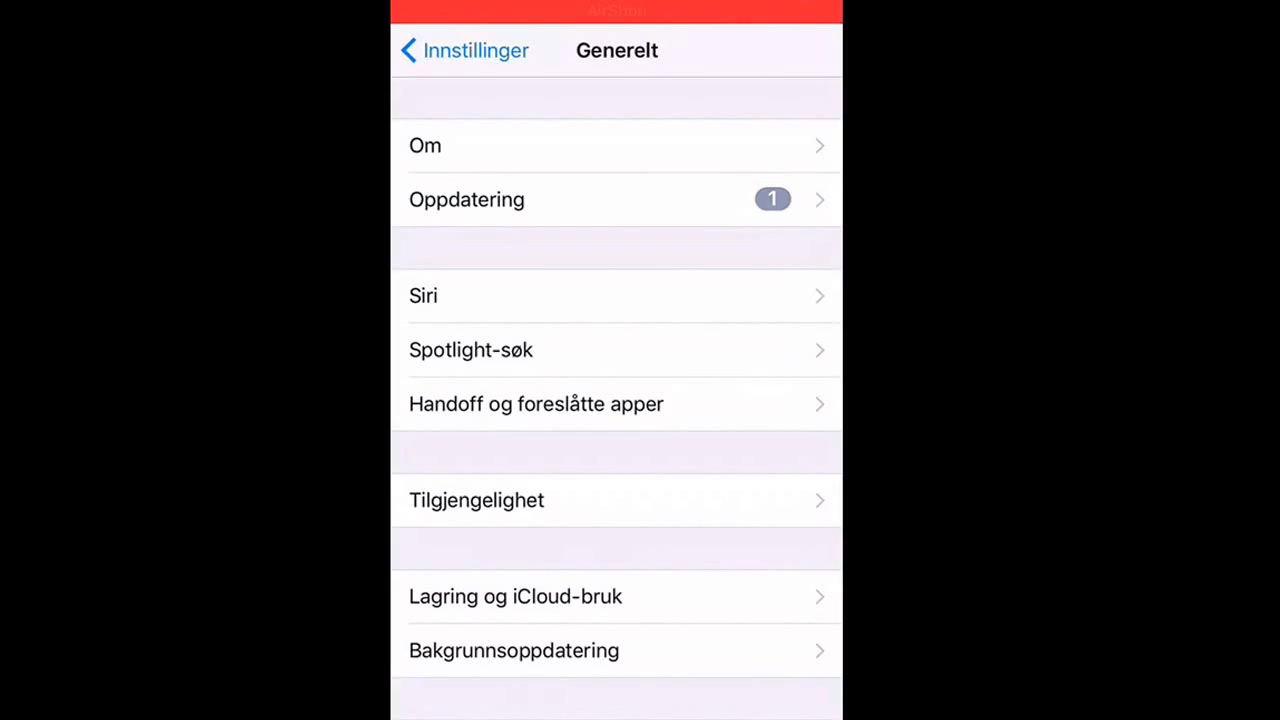 Innstillinger
Generelt
Om
Oppdatering
1
Siri
Spotlight-søk
Handoff og foreslåtte apper
Tilgjengelighet
Lagring og iCloud-bruk
Bakgrunnsoppdatering